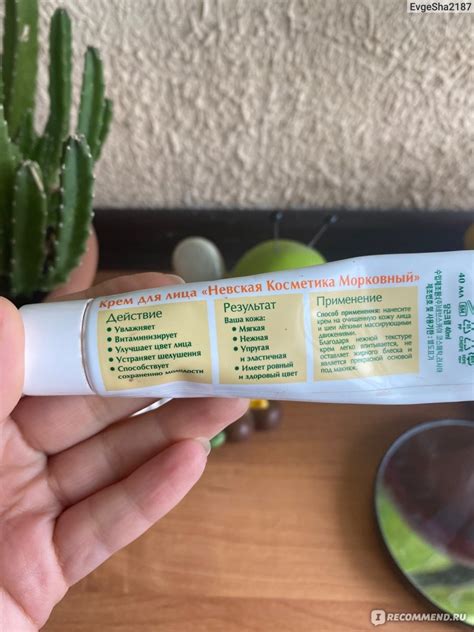 EvgeSha2187
Крем для лица «Невская Косметика Морковный»
Действие
• Увлажняет
• Витаминизирует
• Улучшает цвет лица
• Устраняет шелушения
• Способствует
сохранению молодости
Результат
Ваша кожа:
• Мягкая
• Нежная
• Упругая
и эластичная
• Имеет ровный
и здоровый цвет
Применение
Способ применения: нанесите
крем на очищенную кожу лица
и шеи лёгкими массирующими
движениями.
Благодаря нежной текстуре
крем легко впитывается, не
оставляет жирного блеска и
является прекрасной основой
под макияж.
40 МЛ
I RECOMMEND.RU